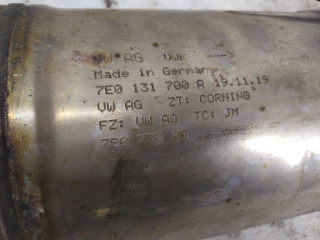 VW AG VWK
Made in Germany
7E0 131 700 A 19.11.19
VW AG ZT: CORNING
FZ: VW AG TC: JM